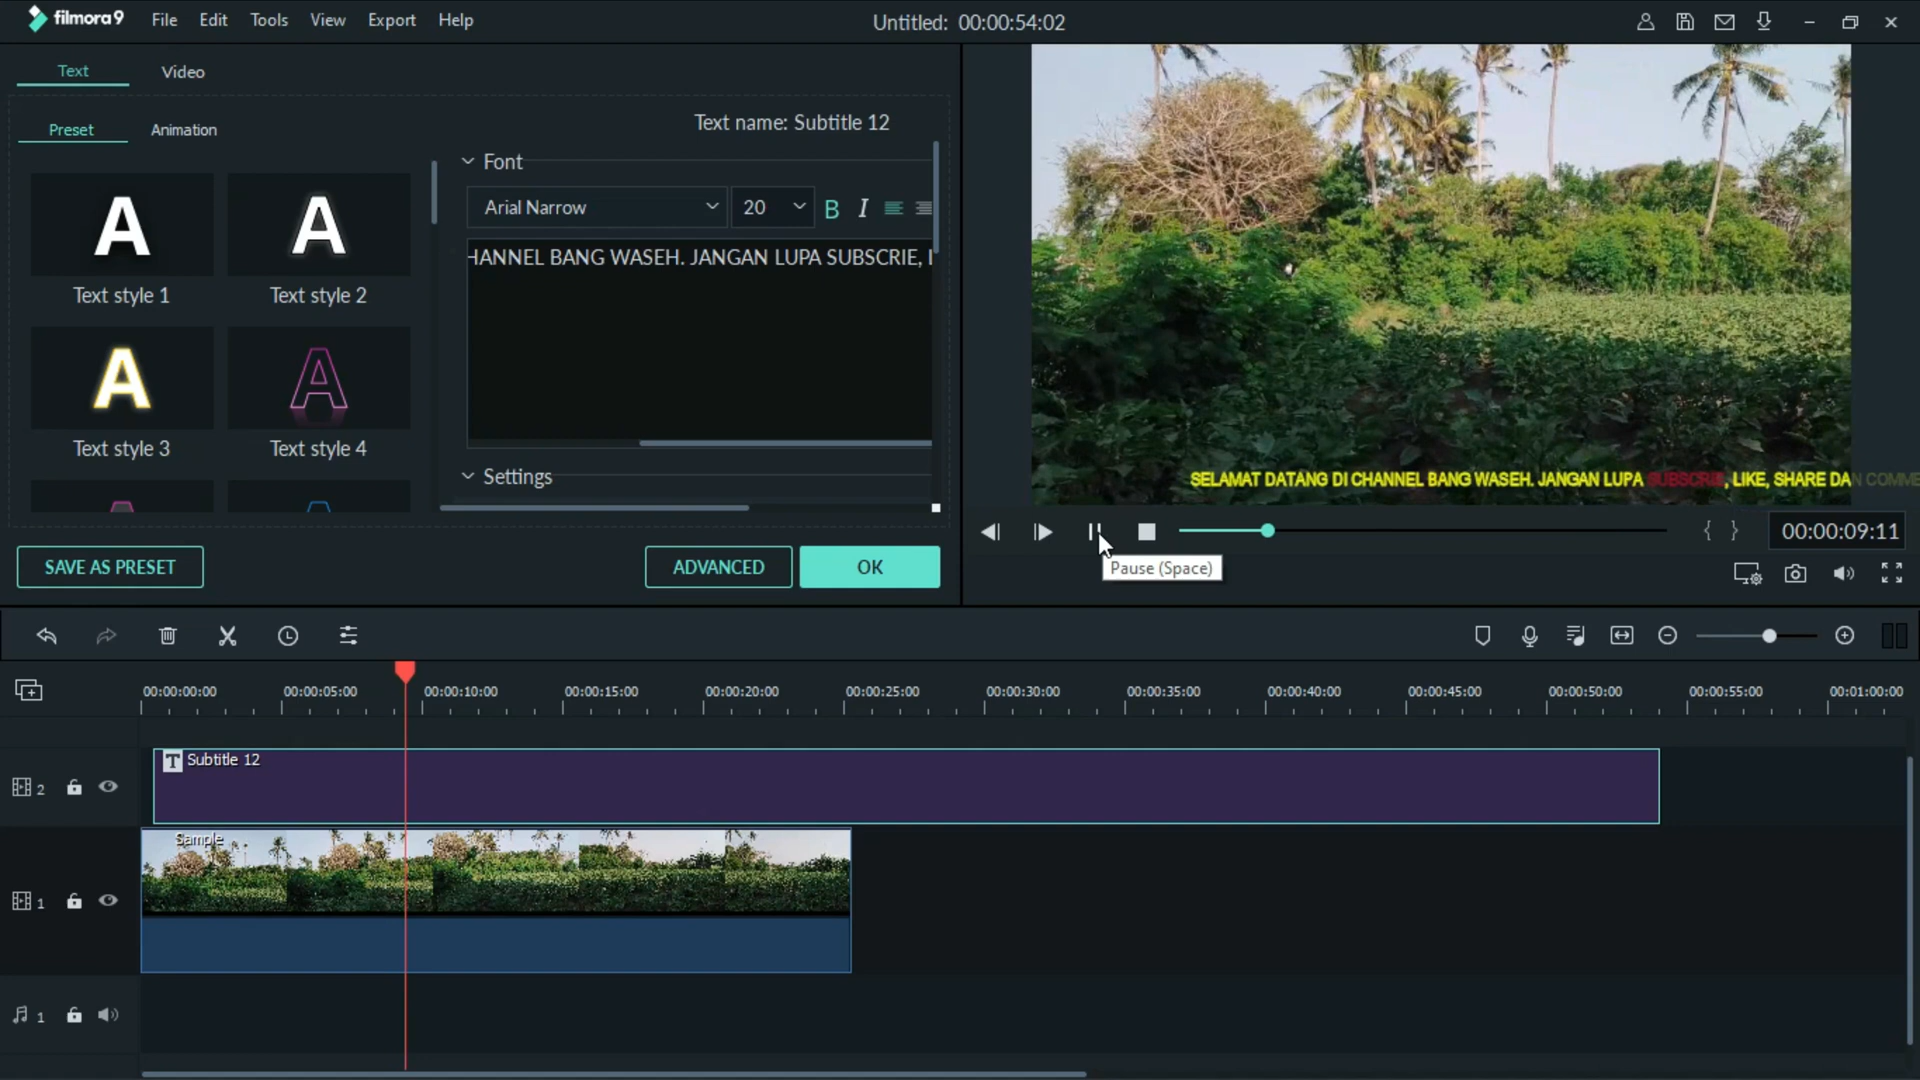 filmora9 File Edit Tools View Export Help Untitled: 00:00:54:02
Text Video
Preset Animation
Text name: Subtitle 12
Font
Arial Narrow 20 B I
HANNEL BANG WASEH. JANGAN LUPA SUBSCRIE,
A A
Text style 1 Text style 2
A A
Text style 3 Text style 4
Settings
SELAMAT DATANG DI CHANNEL BANG WASEH. JANGAN LUPA SUBSCRIE, LIKE, SHARE DAN COMME
{ } 00:00:09:11
Pause (Space)
SAVE AS PRESET ADVANCED OK
00:00:00:00 00:00:05:00 00:00:10:00 00:00:15:00 00:00:20:00 00:00:25:00 00:00:30:00 00:00:35:00 00:00:40:00 00:00:45:00 00:00:50:00 00:00:55:00 00:01:00:00
T Subtitle 12
2
Sample
1
1